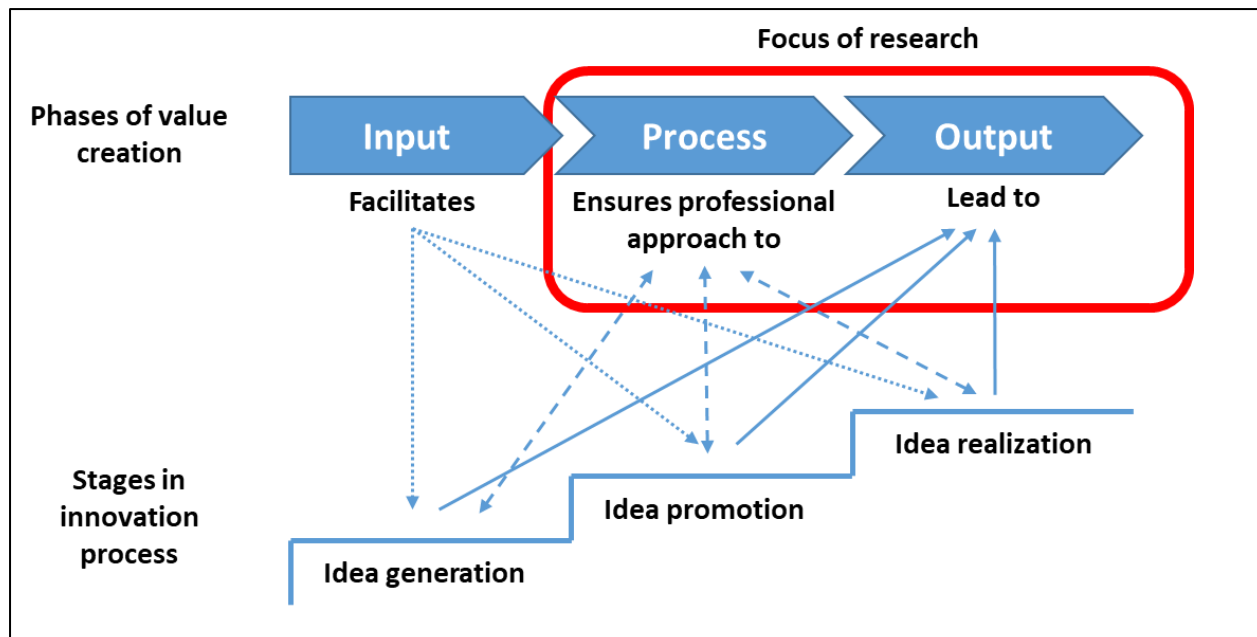 Focus of research
Phases of value
creation
Input
Process
Output
Facilitates
Ensures professional
approach to
Lead to
Stages in
innovation
process
Idea generation
Idea promotion
Idea realization